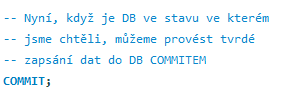 -- Nyní, když je DB ve stavu ve kterém
-- jsme chtěli, můžeme provést tvrdé
-- zapsání dat do DB COMMITEM
COMMIT;